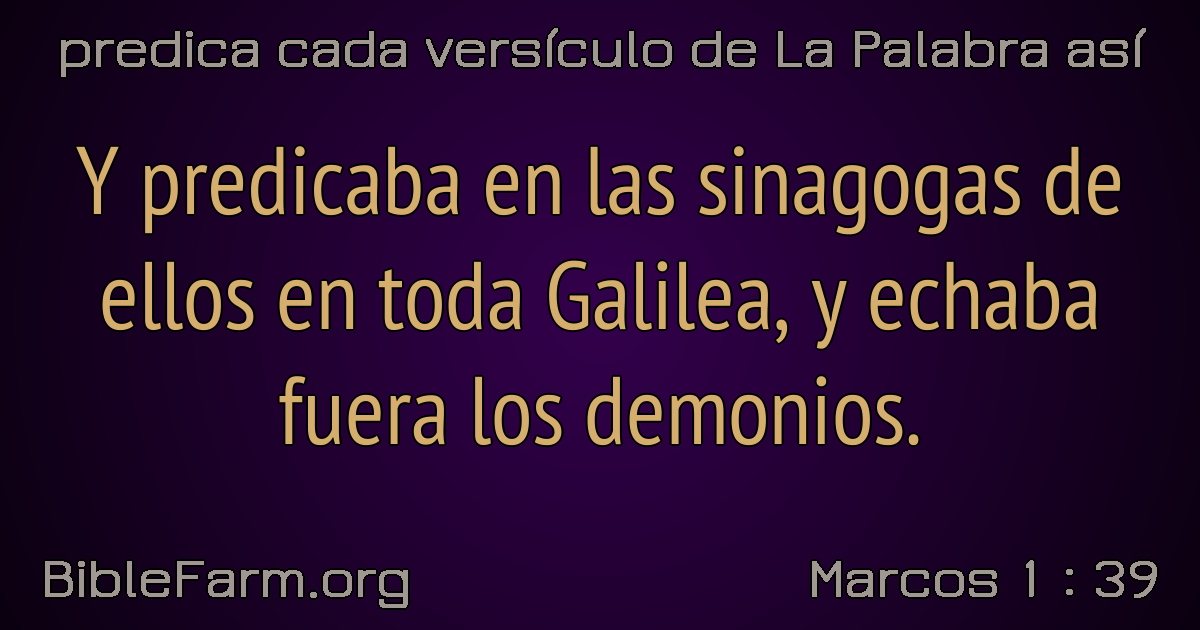 predica cada versículo de La Palabra así
Y predicaba en las sinagogas de
ellos en toda Galilea, y echaba
fuera los demonios.
BibleFarm.org
Marcos 1 : 39